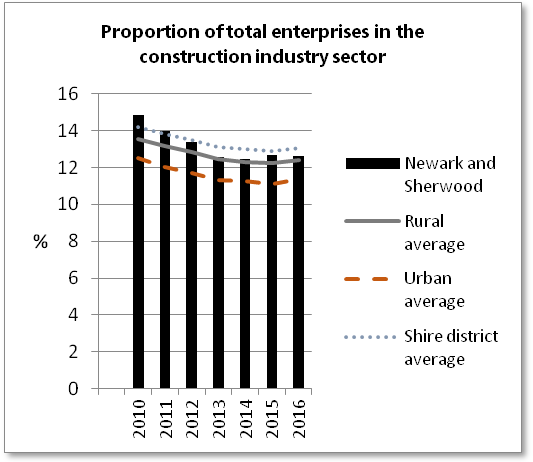 Proportion of total enterprises in the
construction industry sector
16
14
12
10
8
6
4
2
0
%
2010
2011
2012
2013
2014
2015
2016
Newark and
Sherwood
Rural
average
Urban
average
Shire district
average